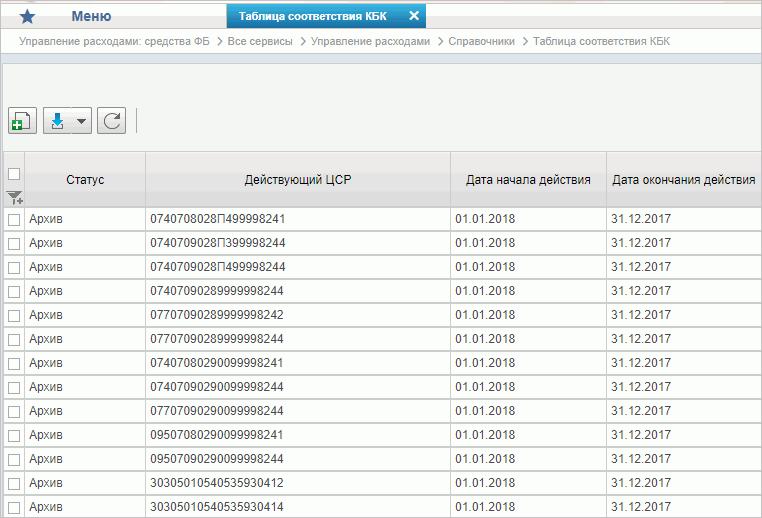 Меню Таблица соответствия КБК
Управление расходами: средства ФБ > Все сервисы > Управление расходами > Справочники > Таблица соответствия КБК
Статус Действующий ЦСР Дата начала действия Дата окончания действия
Архив 0740708028П499998241 01.01.2018 31.12.2017
Архив 0740709028П399998244 01.01.2018 31.12.2017
Архив 0740709028П499998244 01.01.2018 31.12.2017
Архив 07407090289999998244 01.01.2018 31.12.2017
Архив 07707090289999998242 01.01.2018 31.12.2017
Архив 07707090289999998244 01.01.2018 31.12.2017
Архив 07407080290099998241 01.01.2018 31.12.2017
Архив 07407090290099998244 01.01.2018 31.12.2017
Архив 07707090290099998244 01.01.2018 31.12.2017
Архив 09507080290099998241 01.01.2018 31.12.2017
Архив 09507090290099998244 01.01.2018 31.12.2017
Архив 30305010540535930412 01.01.2018 31.12.2017
Архив 30305010540535930414 01.01.2018 31.12.2017